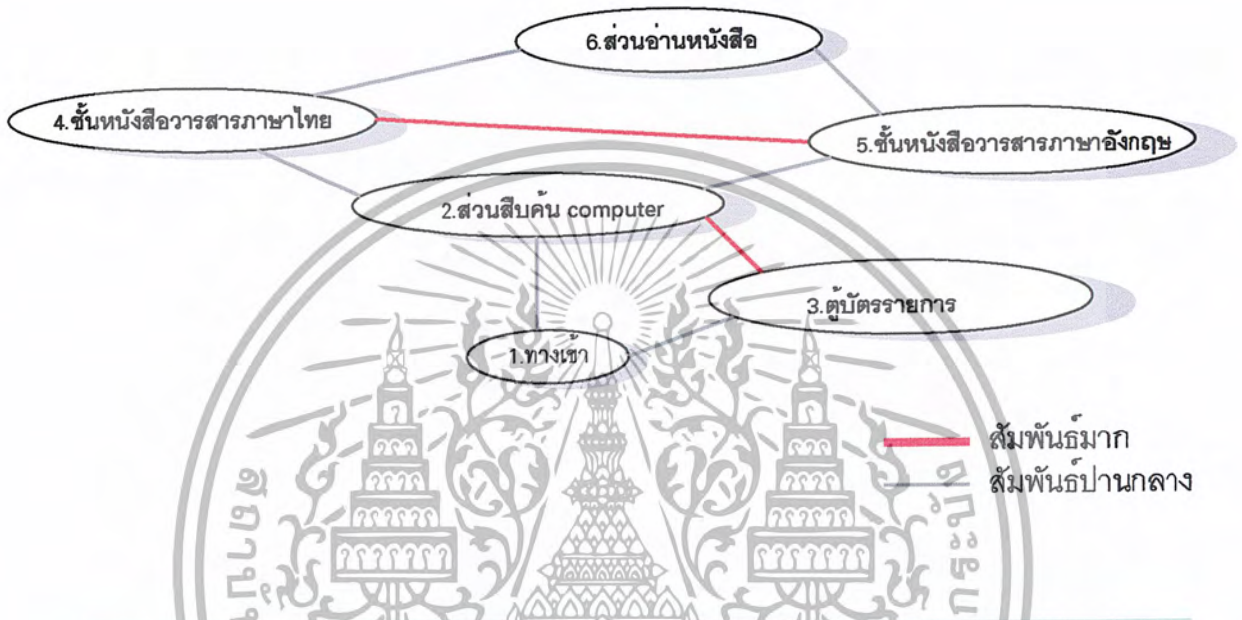 6.ส่วนอ่านหนังสือ
4.ชั้นหนังสือวารสารภาษาไทย
5.ชั้นหนังสือวารสารภาษาอังกฤษ
2.ส่วนสืบค้น computer
3.ตู้บัตรรายการ
1.ทางเข้า
สัมพันธ์มาก
สัมพันธ์ปานกลาง